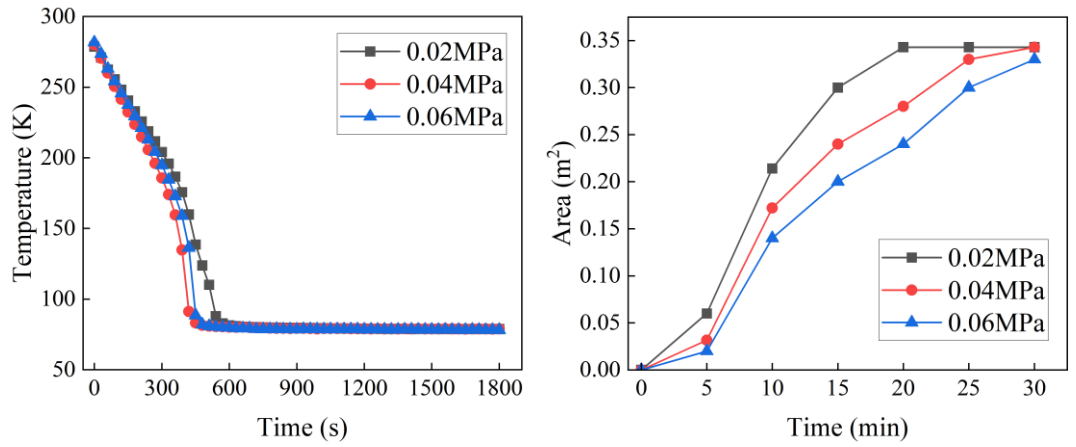 300
250
200
150
100
50
Temperature (K)
0.02MPa
0.04MPa
0.06MPa
0 300 600 900 1200 1500 1800
Time (s)
0.35
0.30
0.25
0.20
0.15
0.10
0.05
0.00
Area (m²)
0.02MPa
0.04MPa
0.06MPa
0 5 10 15 20 25 30
Time (min)